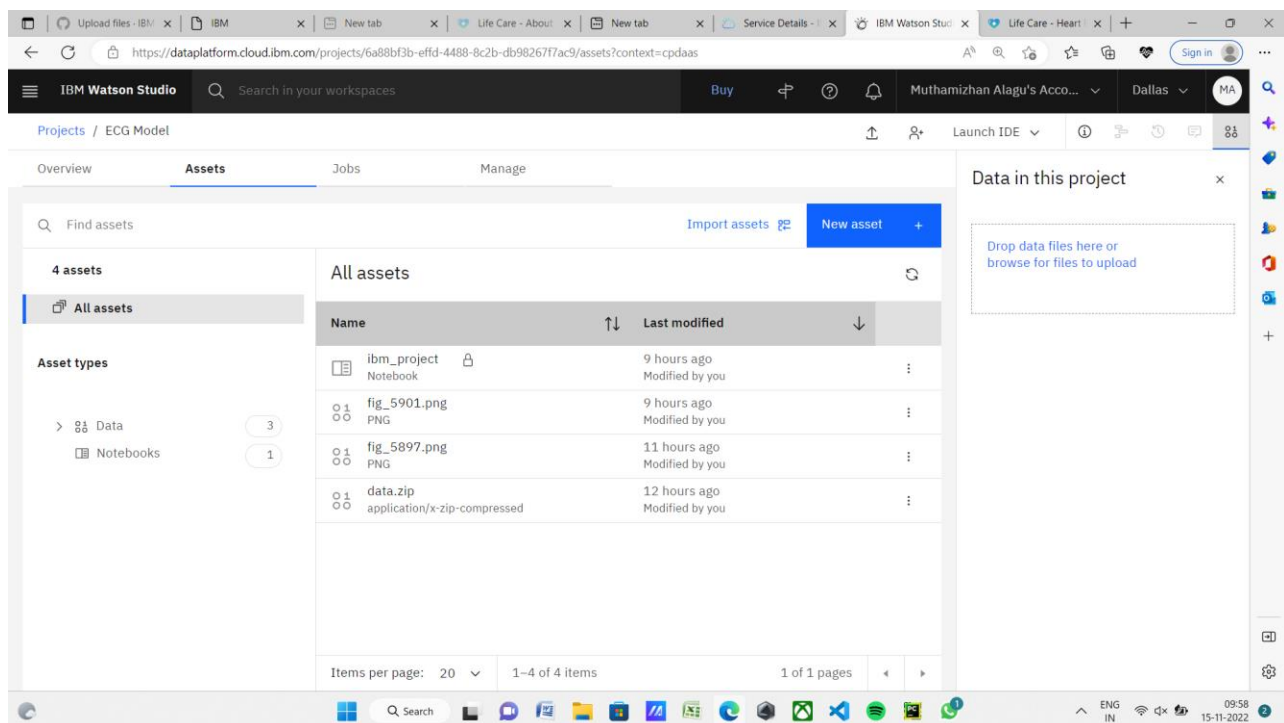 Upload files · IBM
IBM
New tab
Life Care - About
New tab
Service Details - I
IBM Watson Stud
Life Care - Heart
https://dataplatform.cloud.ibm.com/projects/6a88bf3b-effd-4488-8c2b-db98267f7ac9/assets?context=cpdaas
Sign in
IBM Watson Studio
Search in your workspaces
Buy
Muthamizhan Alagu's Acco...
Dallas
MA
Projects / ECG Model
Launch IDE
Overview
Assets
Jobs
Manage
Data in this project
Find assets
Import assets
New asset +
Drop data files here or
browse for files to upload
4 assets
All assets
All assets
Name
Last modified
Asset types
ibm_project
Notebook
9 hours ago
Modified by you
fig_5901.png
PNG
9 hours ago
Modified by you
Data 3
Notebooks 1
fig_5897.png
PNG
11 hours ago
Modified by you
data.zip
application/x-zip-compressed
12 hours ago
Modified by you
Items per page: 20
1–4 of 4 items
1 of 1 pages
Search
ENG
IN
09:58
15-11-2022
2